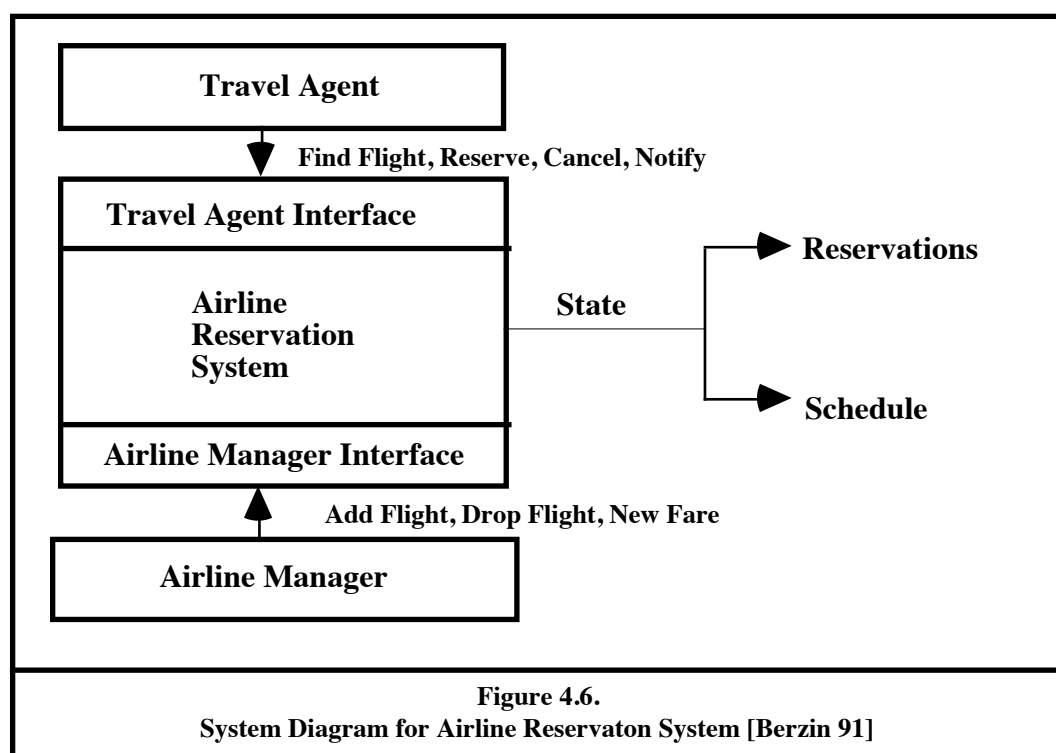 Travel Agent
Find Flight, Reserve, Cancel, Notify
Travel Agent Interface
Airline
Reservation
System
State
Reservations
Schedule
Airline Manager Interface
Add Flight, Drop Flight, New Fare
Airline Manager
Figure 4.6.
System Diagram for Airline Reservaton System [Berzin 91]